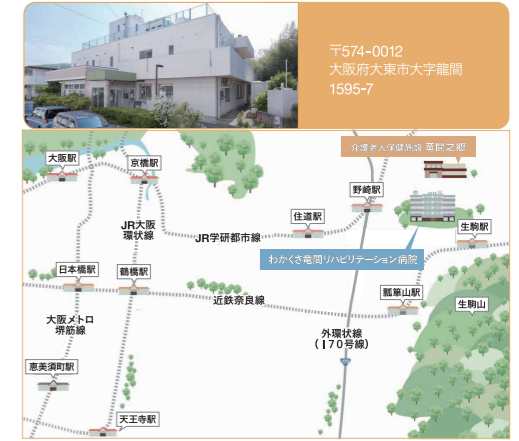 〒574-0012
大阪府大東市大字龍間
1595-7
介護老人保健施設 竜間之郷
大阪駅
京橋駅
野崎駅
住道駅
生駒駅
JR大阪
環状線
JR学研都市線
わかくさ竜間リハビリテーション病院
日本橋駅
鶴橋駅
近鉄奈良線
瓢箪山駅
生駒山
大阪メトロ
堺筋線
外環状線
(170号線)
恵美須町駅
天王寺駅